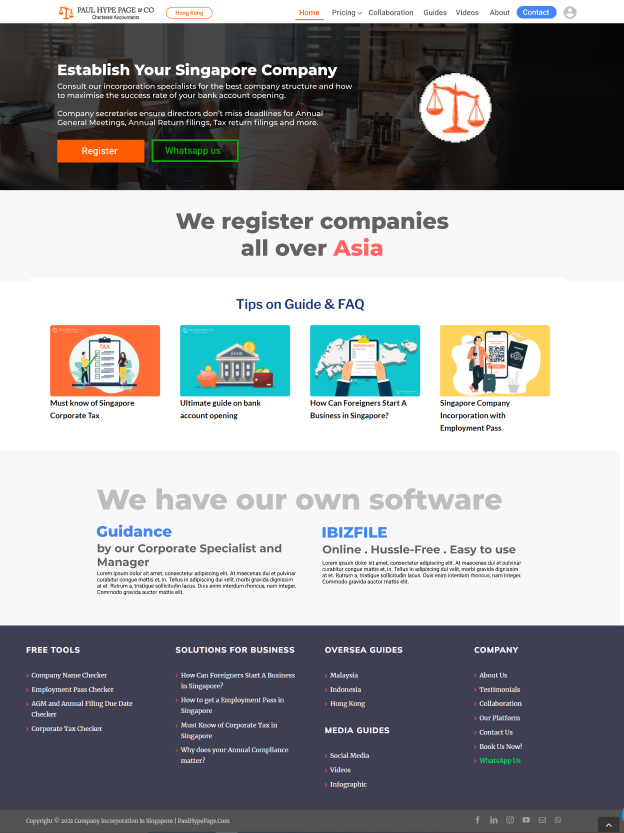 PAUL HYPE PAGE & CO
Chartered Accountants
Hong Kong
Home
Pricing
Collaboration
Guides
Videos
About
Contact
Establish Your Singapore Company
Consult our incorporation specialists for the best company structure and how
to maximise the success rate of your bank account opening.
Company secretaries ensure directors don't miss deadlines for Annual
General Meetings, Annual Return filings, Tax return filings and more.
Register
Whatsapp us
We register companies
all over Asia
Tips on Guide & FAQ
TAX
BANK
Must know of Singapore
Corporate Tax
Ultimate guide on bank
account opening
How Can Foreigners Start A
Business in Singapore?
Singapore Company
Incorporation with
Employment Pass
We have our own software
Guidance
by our Corporate Specialist and
Manager
Lorem ipsum dolor sit amet, consectetur adipiscing elit. At maecenas dui et pulvinar
curabitur congue mattis et, in. Tellus in adipiscing dui velit, morbi gravida dignissim
at et. Rutrum a, tristique sollicitudin lacus. Duis enim interdum rhoncus, nam integer.
Commodo gravida auctor mattis elit.
IBIZFILE
Online . Hussle-Free . Easy to use
Lorem ipsum dolor sit amet, consectetur adipiscing elit. At maecenas dui et pulvinar
curabitur congue mattis et, in. Tellus in adipiscing dui velit, morbi gravida dignissim
at et. Rutrum a, tristique sollicitudin lacus. Duis enim interdum rhoncus, nam integer.
Commodo gravida auctor mattis elit.
FREE TOOLS
Company Name Checker
Employment Pass Checker
AGM and Annual Filing Due Date
Checker
Corporate Tax Checker
SOLUTIONS FOR BUSINESS
How Can Foreigners Start A Business
in Singapore?
How to get a Employment Pass in
Singapore
Must Know of Corporate Tax in
Singapore
Why does your Annual Compliance
matter?
OVERSEA GUIDES
Malaysia
Indonesia
Hong Kong
MEDIA GUIDES
Social Media
Videos
Infographic
COMPANY
About Us
Testimonials
Collaboration
Our Platform
Contact Us
Book Us Now!
WhatsApp Us
Copyright © 2021 Company Incorporation in Singapore | PaulHypePage.Com